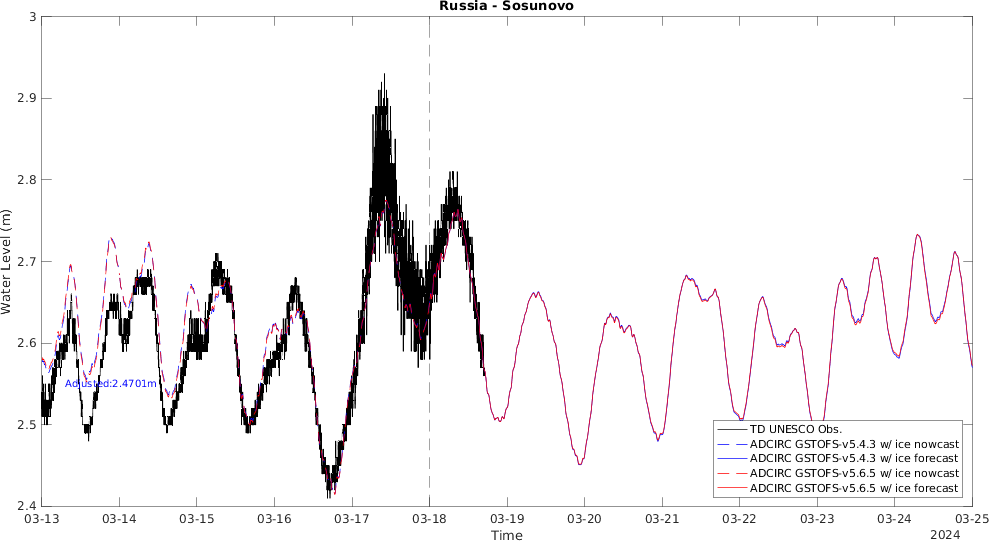 Russia - Sosunovo
3
2.9
2.8
2.7
2.6
2.5
2.4
Water Level (m)
Adjusted:2.4701m
TD UNESCO Obs.
ADCIRC GSTOFS-v5.4.3 w/ ice nowcast
ADCIRC GSTOFS-v5.4.3 w/ ice forecast
ADCIRC GSTOFS-v5.6.5 w/ ice nowcast
ADCIRC GSTOFS-v5.6.5 w/ ice forecast
03-13 03-14 03-15 03-16 03-17 03-18 03-19 03-20 03-21 03-22 03-23 03-24 03-25
Time
2024